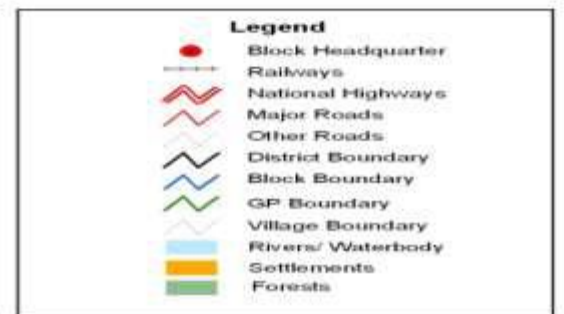 Legend
Block Headquarter
Railways
National Highways
Major Roads
Other Roads
District Boundary
Block Boundary
GP Boundary
Village Boundary
Rivers/ Waterbody
Settlements
Forests